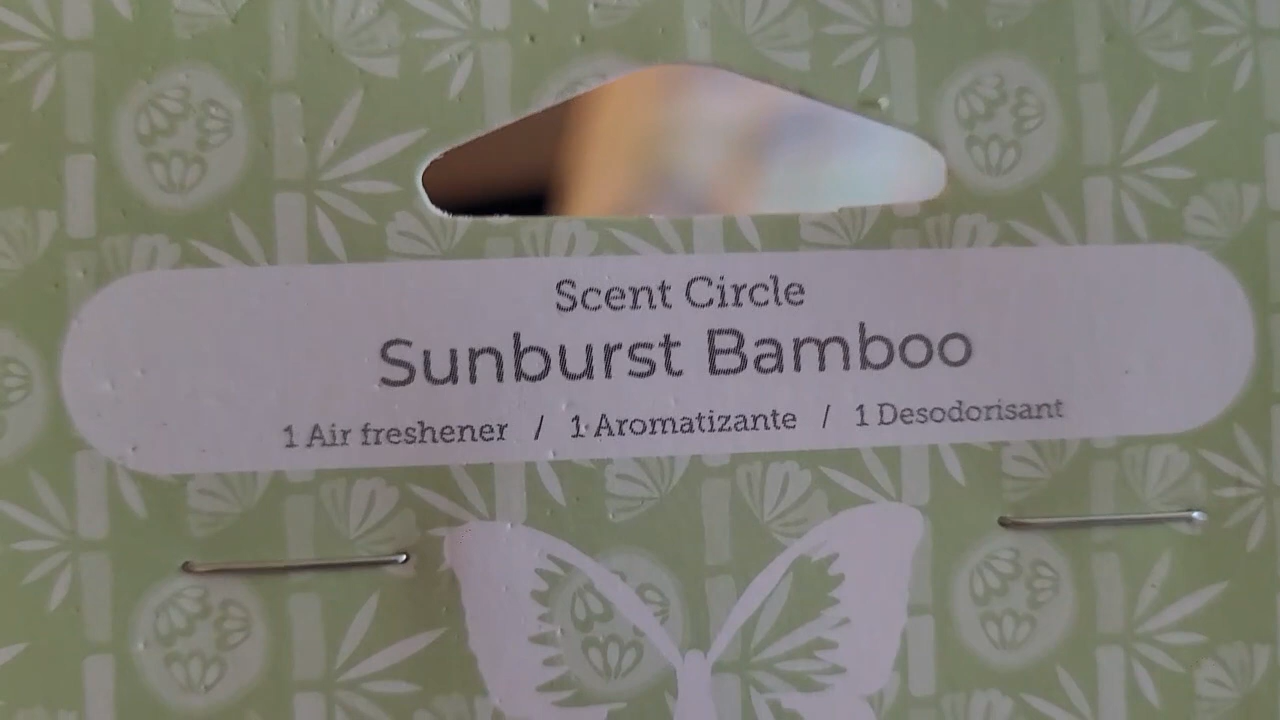 Scent Circle
Sunburst Bamboo
1 Air freshener / 1 Aromatizante / 1 Desodorisant